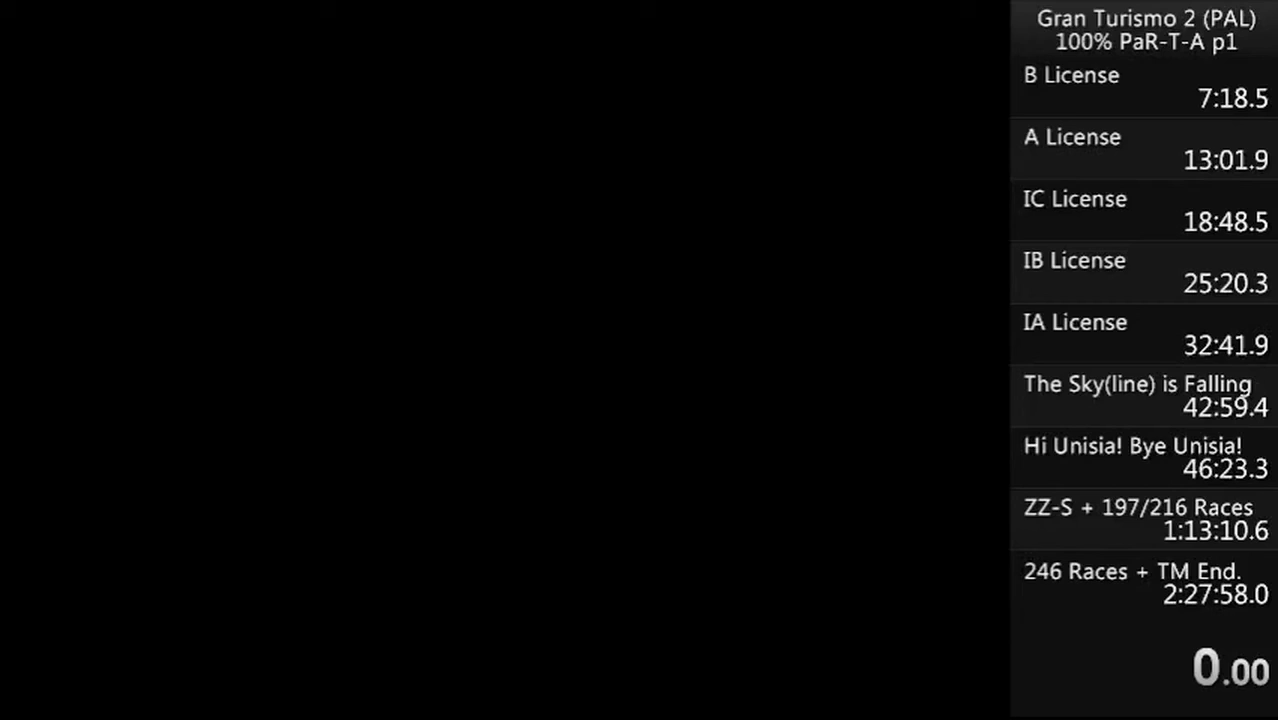 Gran Turismo 2 (PAL)
100% PaR-T-A p1
B License
7:18.5
A License
13:01.9
IC License
18:48.5
IB License
25:20.3
IA License
32:41.9
The Sky(line) is Falling
42:59.4
Hi Unisia! Bye Unisia!
46:23.3
ZZ-S + 197/216 Races
1:13:10.6
246 Races + TM End.
2:27:58.0
0.00